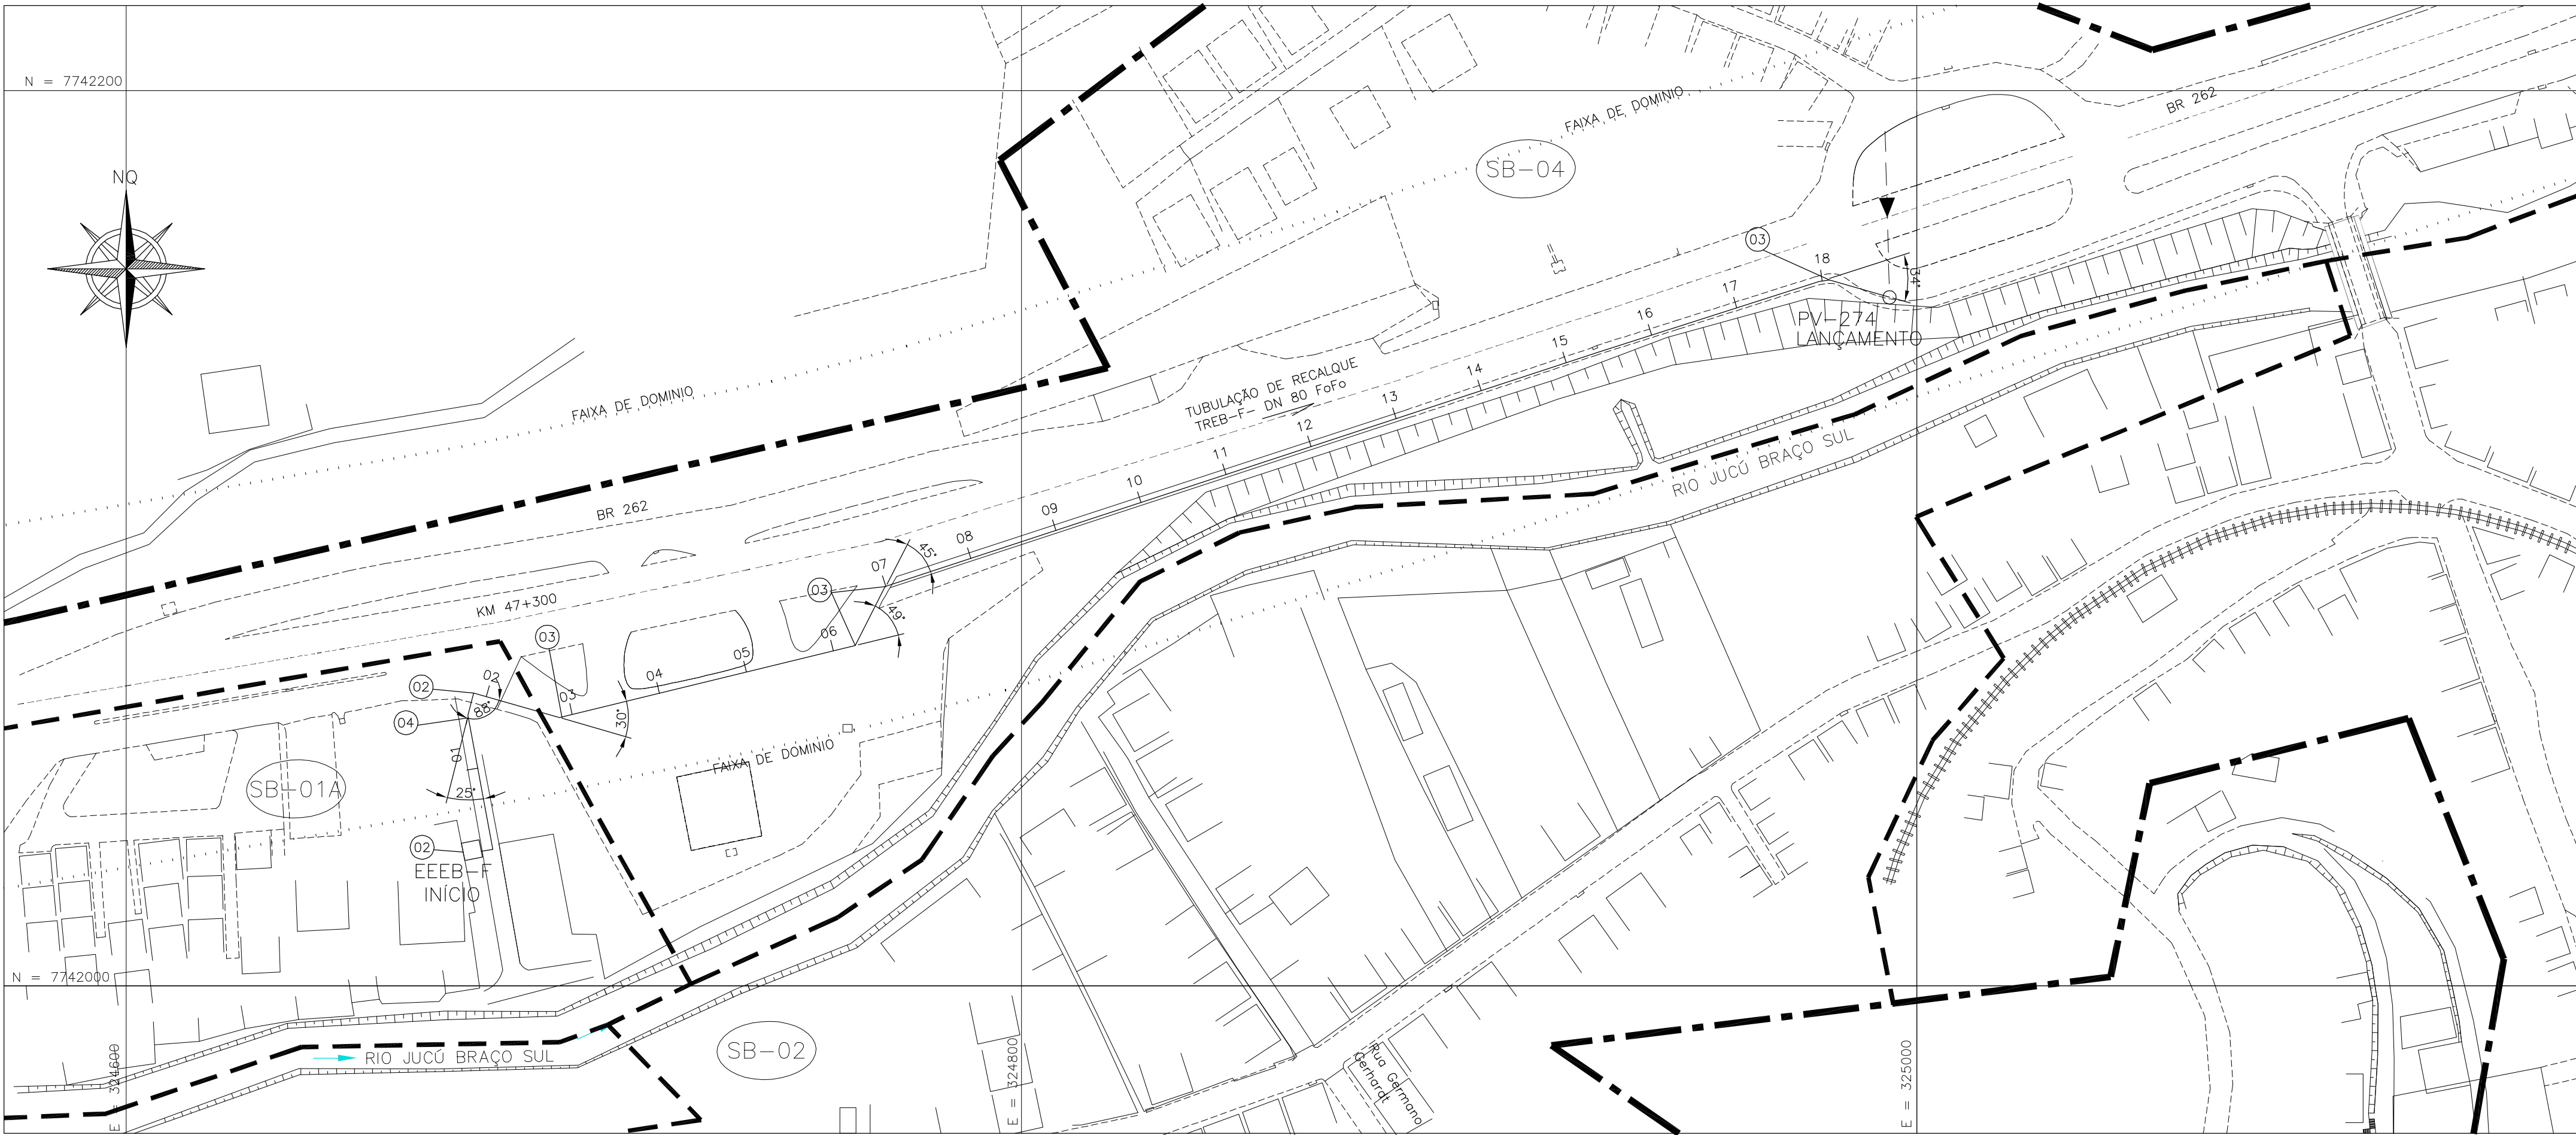 N = 7742200
NQ
FAIXA DE DOMINIO
SB-04
BR 262
03
18
34°
17
PV-274
LANÇAMENTO
16
15
14
13
12
11
10
09
08
07
TUBULAÇÃO DE RECALQUE
TREB-F- DN 80 FoFo
FAIXA DE DOMINIO
BR 262
RIO JUCÚ BRAÇO SUL
45°
03
49°
KM 47+300
06
05
04
03
03
30°
02
02
88°
04
01
25°
FAIXA DE DOMINIO
SB-01A
02
EEEB-F
INÍCIO
N = 7742000
RIO JUCÚ BRAÇO SUL
SB-02
E = 324600
E = 324800
E = 325000
Rua Germano
Gerhardt